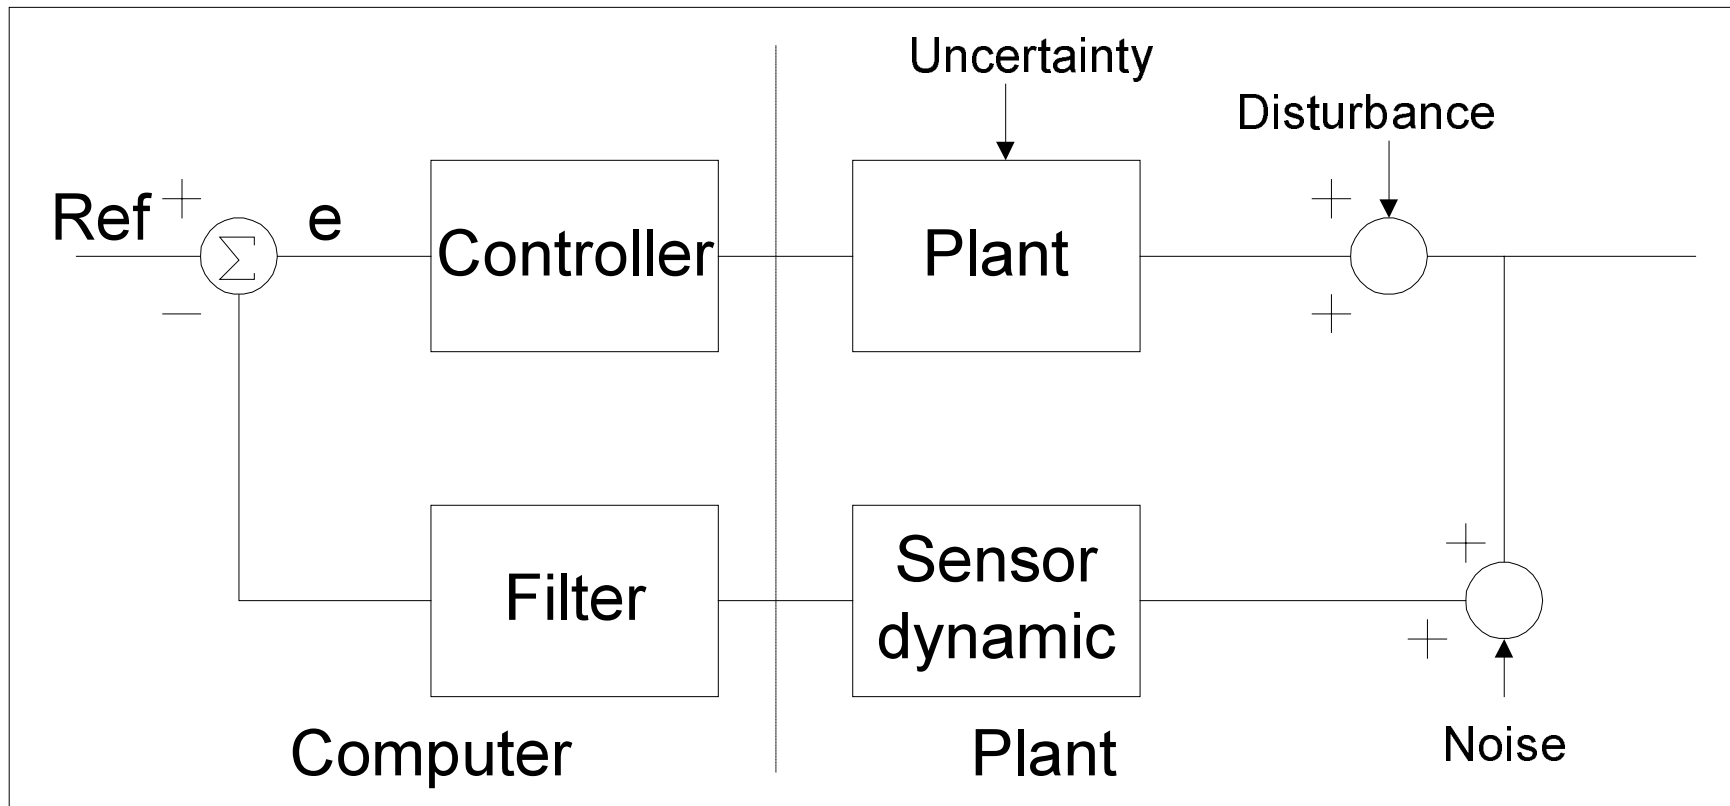 Uncertainty
Disturbance
Ref
+
e
Controller
Plant
+
Σ
−
+
Filter
Sensor
dynamic
+
+
Computer
Plant
Noise